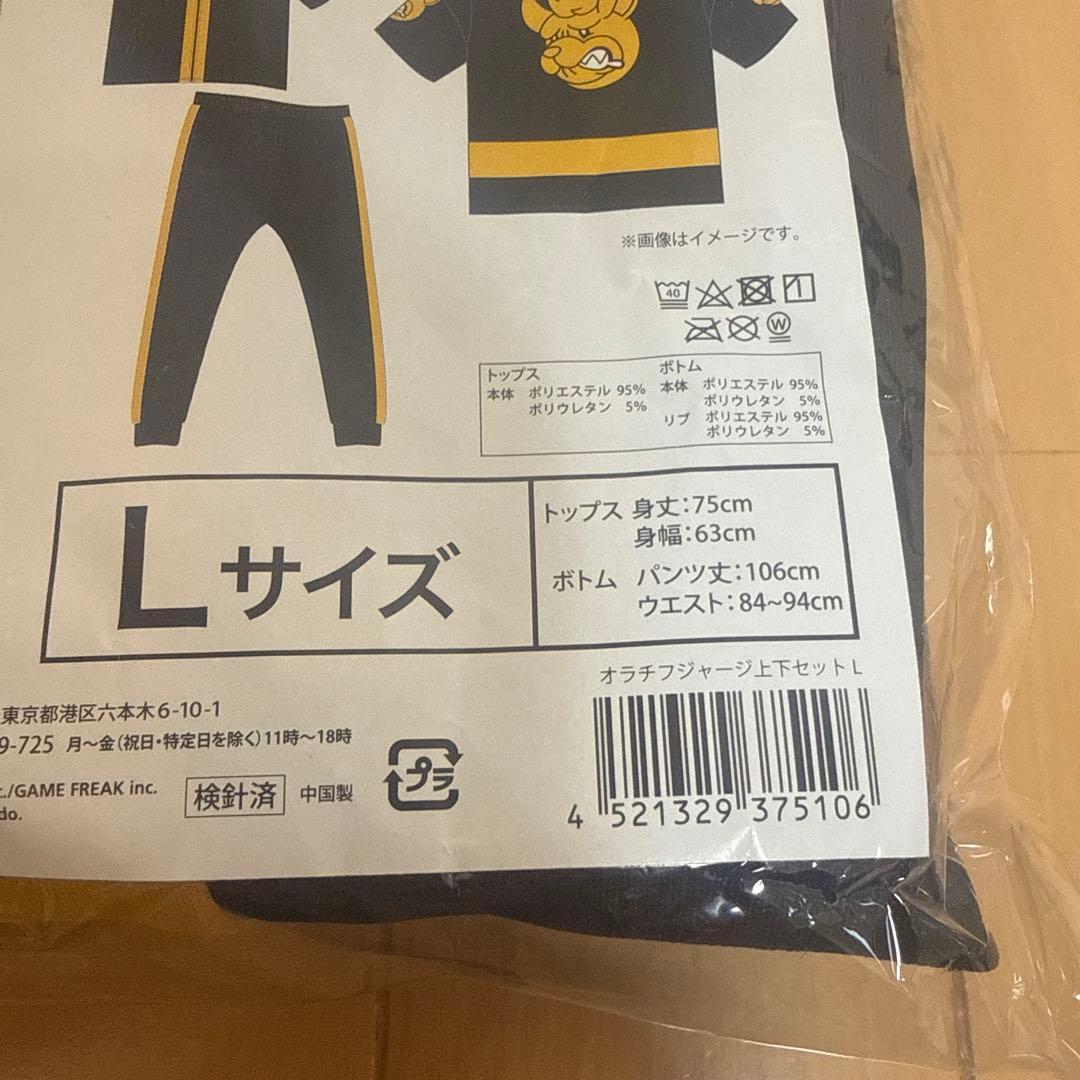 ※画像はイメージです。
40
W
トップス
本体 ポリエステル 95%
ポリウレタン 5%
ボトム
本体 ポリエステル 95%
ポリウレタン 5%
リブ ポリエステル 95%
ポリウレタン 5%
Lサイズ
トップス 身丈:75cm
身幅:63cm
ボトム パンツ丈:106cm
ウエスト:84~94cm
オラチフジャージ上下セット L
東京都港区六本木6-10-1
9-725 月～金(祝日・特定日を除く)11時～18時
./GAME FREAK inc.
do.
検針済
中国製
プラ
4 521329 375106